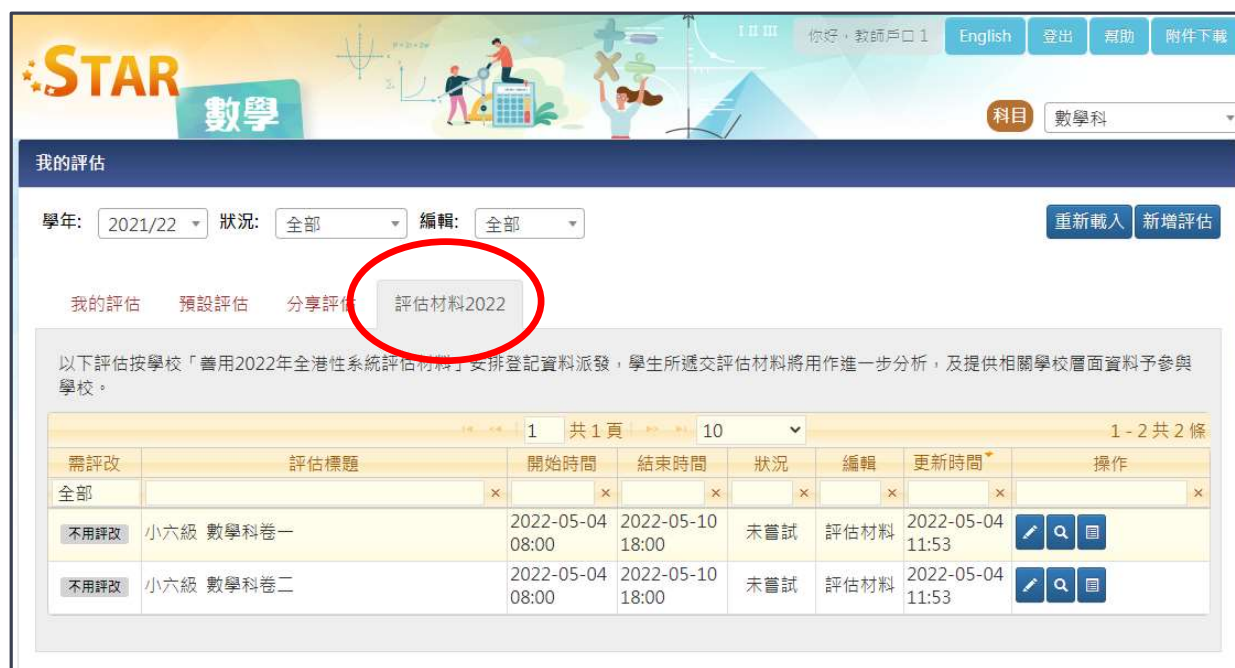 你好，教師戶口 1 English 登出 幫助 附件下載
STAR
數學
科目 數學科
我的評估
學年: 2021/22 狀況: 全部 編輯: 全部 重新載入 新增評估
我的評估 預設評估 分享評估 評估材料2022
以下評估按學校「善用2022年全港性系統評估材料」安排登記資料派發，學生所遞交評估材料將用作進一步分析，及提供相關學校層面資料予參與
學校。
1 共 1 頁 10 1 - 2 共 2 條
需評改 評估標題 開始時間 結束時間 狀況 編輯 更新時間 操作
全部
不用評改 小六級 數學科卷一 2022-05-04 08:00 2022-05-10 18:00 未嘗試 評估材料 2022-05-04 11:53
不用評改 小六級 數學科卷二 2022-05-04 08:00 2022-05-10 18:00 未嘗試 評估材料 2022-05-04 11:53